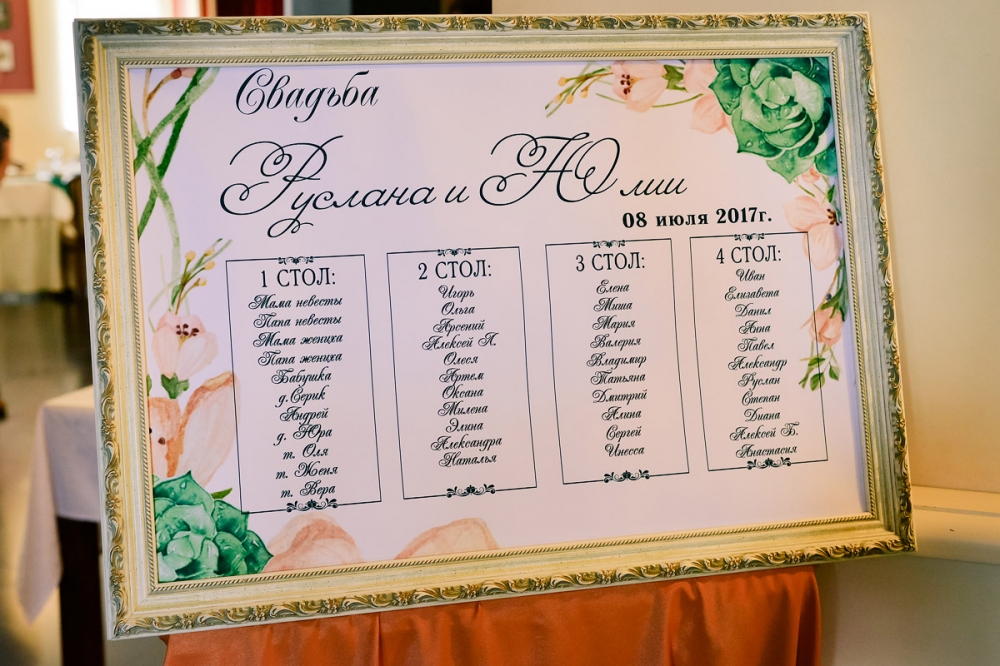 Свадьба
Руслана и Юлии
08 июля 2017г.
1 СТОЛ:
Мама невесты
Папа невесты
Мама жениха
Папа жениха
Бабушка
д. Серик
Андрей
д. Юра
т. Оля
т. Женя
т. Вера
2 СТОЛ:
Игорь
Ольга
Арсений
Алексей А.
Олеся
Артем
Оксана
Милена
Элина
Александра
Наталья
3 СТОЛ:
Елена
Миша
Мария
Валерия
Владимир
Татьяна
Дмитрий
Алина
Сергей
Инесса
4 СТОЛ:
Иван
Елизавета
Данил
Анна
Павел
Александр
Руслан
Степан
Диана
Алексей Б.
Анастасия